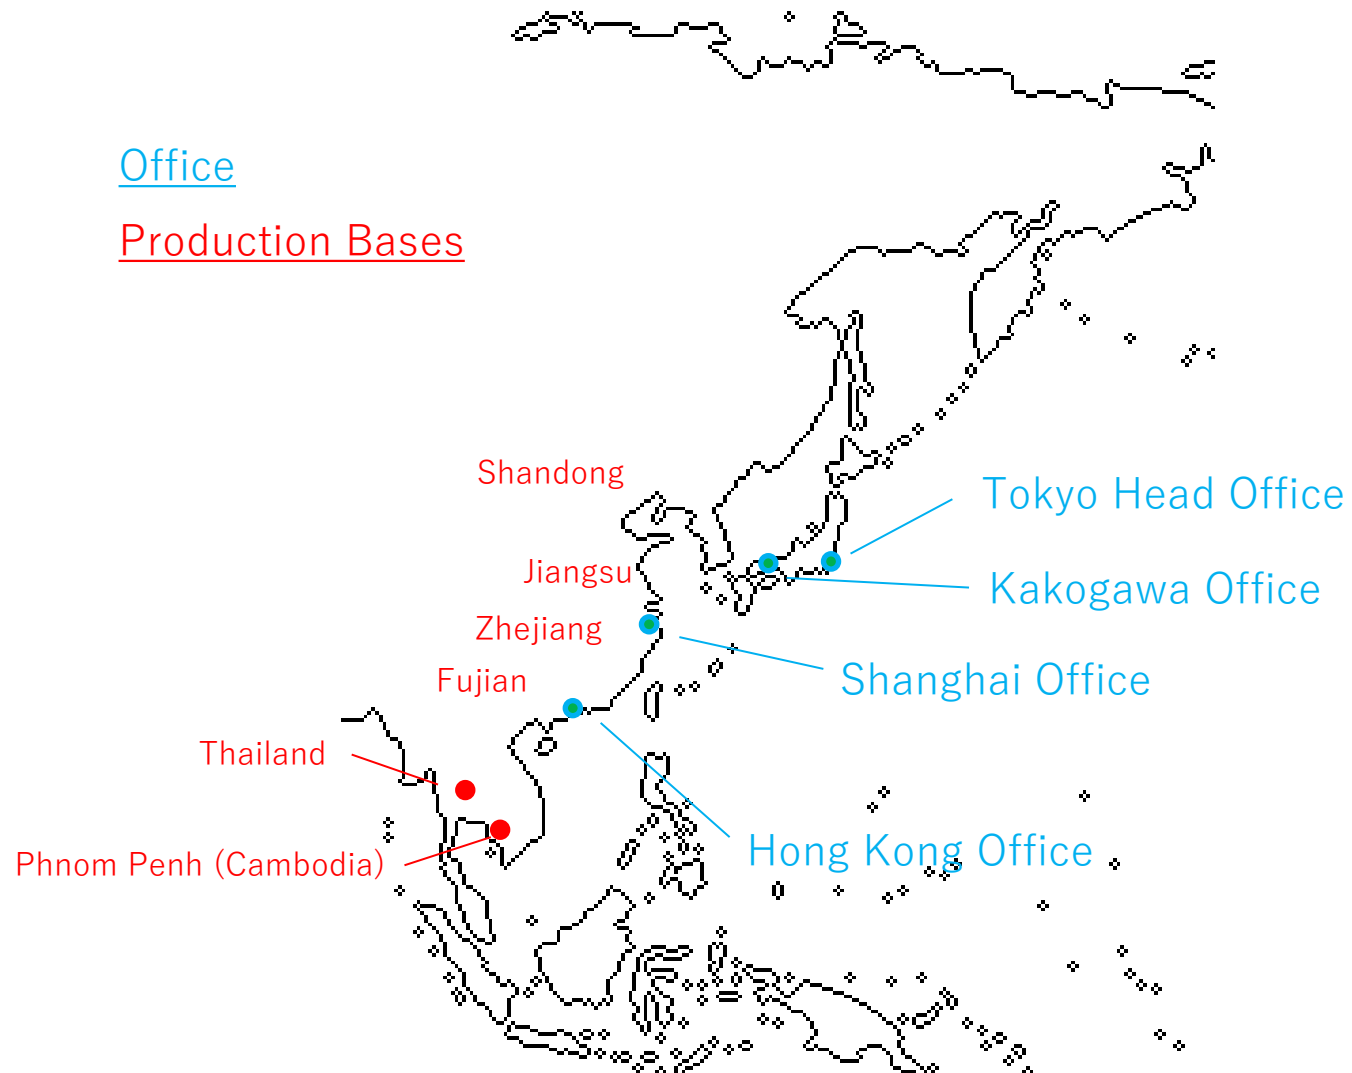 Office
Production Bases
Shandong
Tokyo Head Office
Jiangsu
Kakogawa Office
Zhejiang
Shanghai Office
Fujian
Thailand
Hong Kong Office
Phnom Penh (Cambodia)